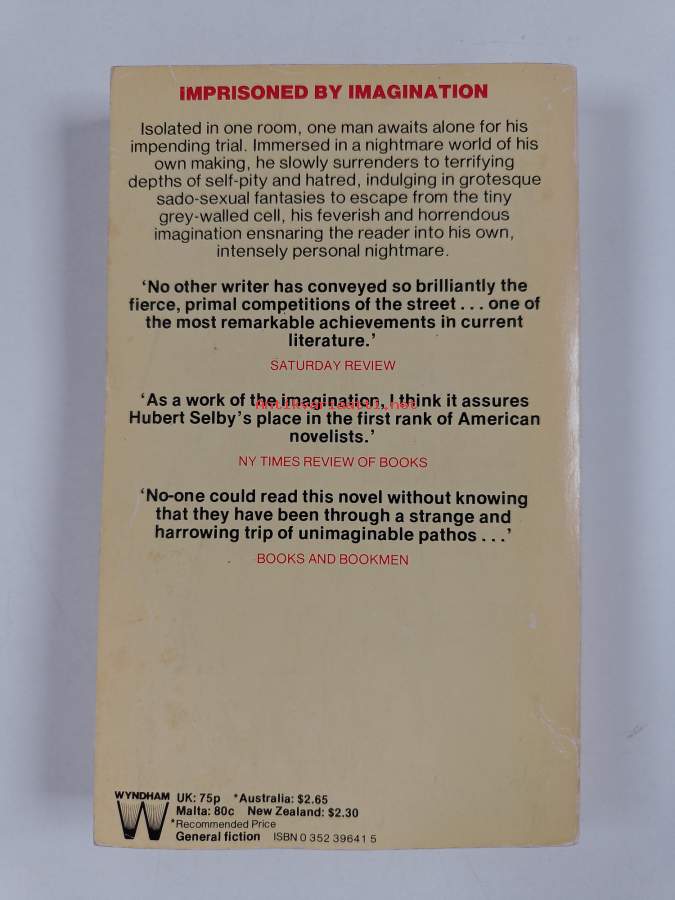 IMPRISONED BY IMAGINATION
Isolated in one room, one man awaits alone for his
impending trial. Immersed in a nightmare world of his
own making, he slowly surrenders to terrifying
depths of self-pity and hatred, indulging in grotesque
sado-sexual fantasies to escape from the tiny
grey-walled cell, his feverish and horrendous
imagination ensnaring the reader into his own,
intensely personal nightmare.
‘No other writer has conveyed so brilliantly the
fierce, primal competitions of the street . . . one of
the most remarkable achievements in current
literature.’
SATURDAY REVIEW
‘As a work of the imagination, I think it assures
Antikvariaatti.net
Hubert Selby’s place in the first rank of American
novelists.’
NY TIMES REVIEW OF BOOKS
‘No-one could read this novel without knowing
that they have been through a strange and
harrowing trip of unimaginable pathos . . .’
BOOKS AND BOOKMEN
WYNDHAM
W
UK: 75p *Australia: $2.65
Malta: 80c New Zealand: $2.30
*Recommended Price
General fiction ISBN 0 352 39641 5